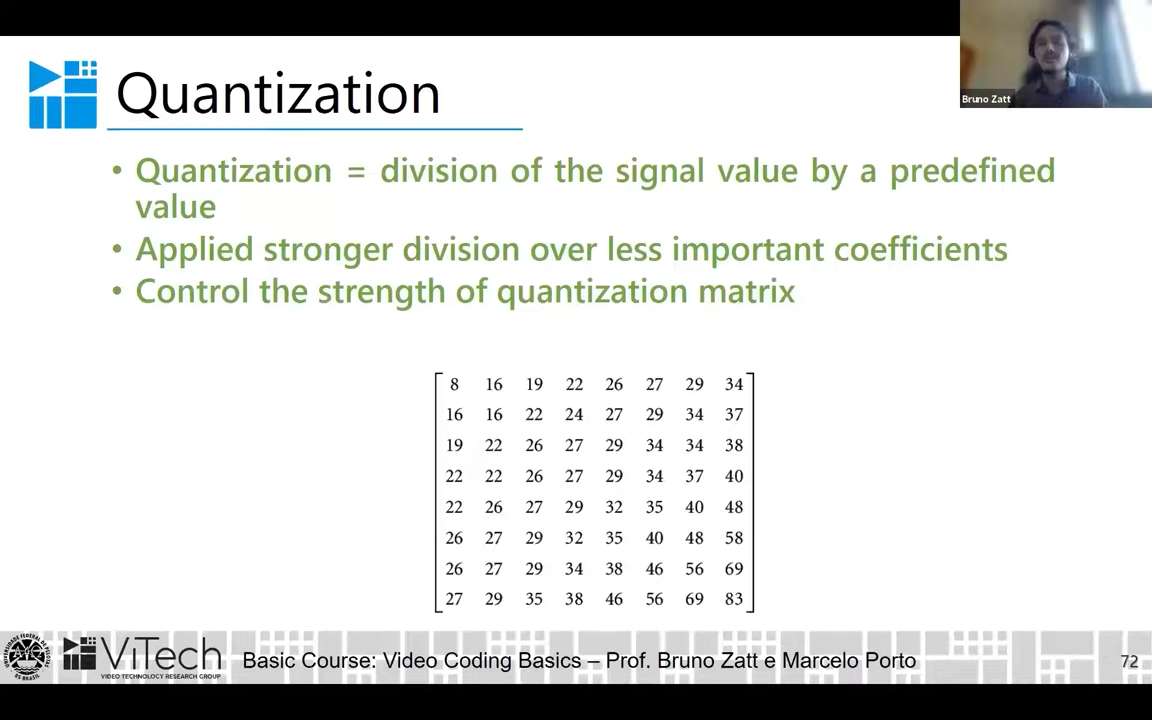 Bruno Zatt
Quantization
• Quantization = division of the signal value by a predefined
value
• Applied stronger division over less important coefficients
• Control the strength of quantization matrix
8 16 19 22 26 27 29 34
16 16 22 24 27 29 34 37
19 22 26 27 29 34 34 38
22 22 26 27 29 34 37 40
22 26 27 29 32 35 40 48
26 27 29 32 35 40 48 58
26 27 29 34 38 46 56 69
27 29 35 38 46 56 69 83
ViTech
VIDEO TECHNOLOGY RESEARCH GROUP
Basic Course: Video Coding Basics – Prof. Bruno Zatt e Marcelo Porto
72